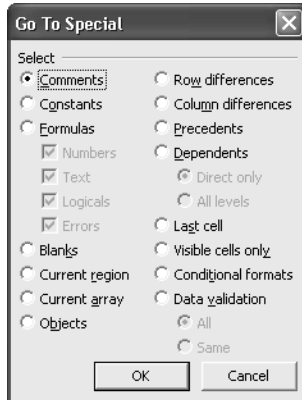 Go To Special
Select
Comments
Constants
Formulas
Numbers
Text
Logicals
Errors
Blanks
Current region
Current array
Objects
Row differences
Column differences
Precedents
Dependents
Direct only
All levels
Last cell
Visible cells only
Conditional formats
Data validation
All
Same
OK
Cancel